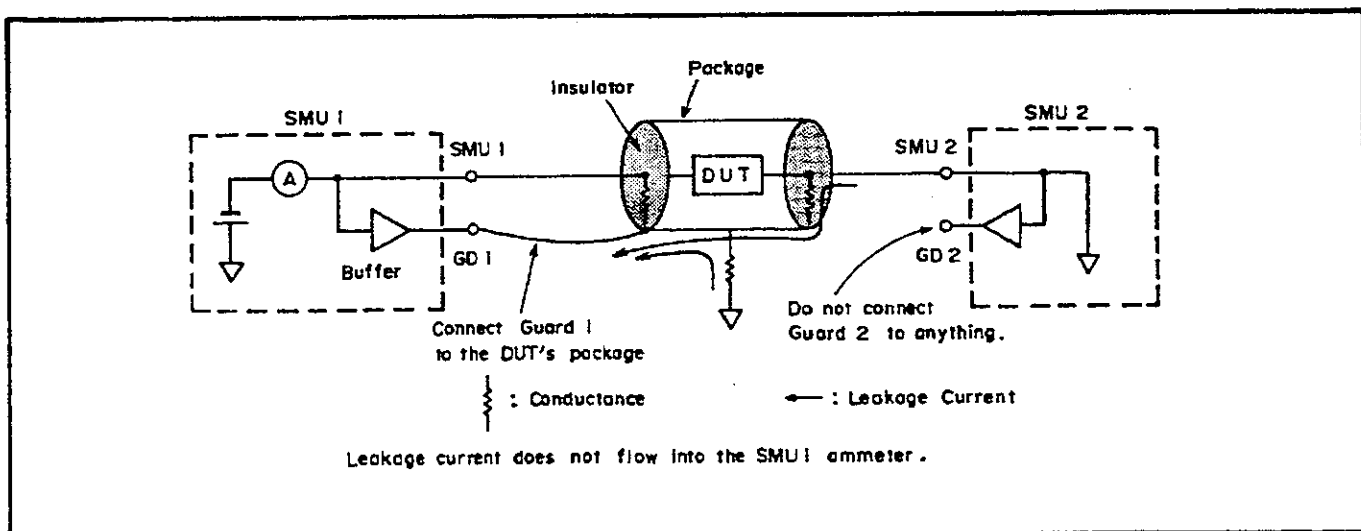 Package
Insulator
SMU 1
SMU 2
SMU 1
SMU 2
A
DUT
Buffer
GD 1
GD 2
Connect Guard 1
to the DUT's package
Do not connect
Guard 2 to anything.
: Conductance
: Leakage Current
Leakage current does not flow into the SMU1 ammeter.